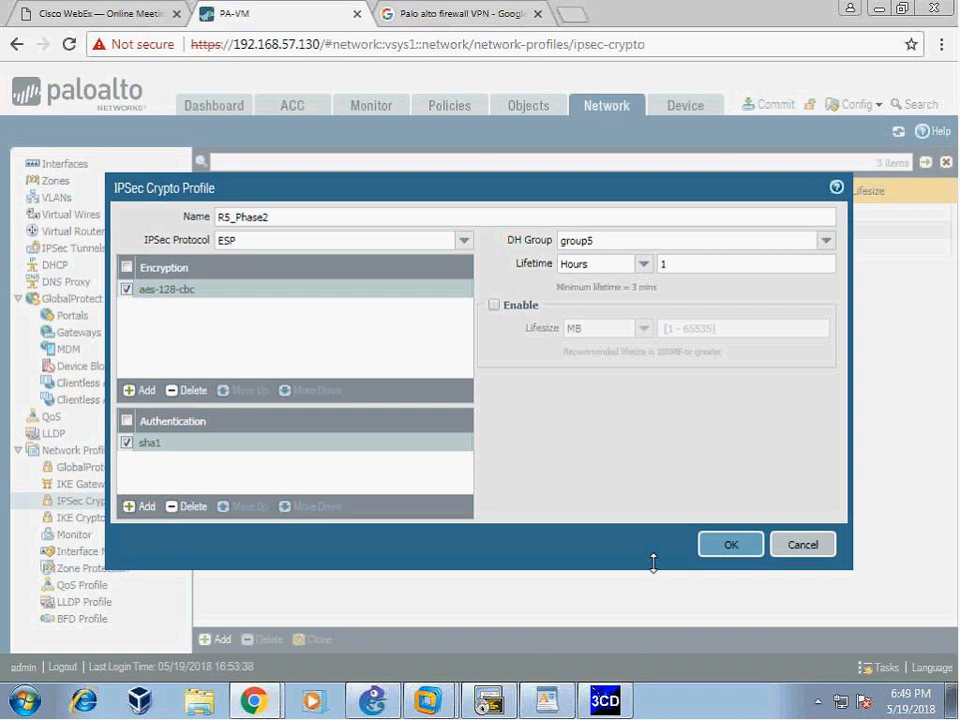 Cisco WebEx — Online Meetin
PA-VM
Palo alto firewall VPN - Googl
Not secure
https://192.168.57.130/#network::vsys1::network/network-profiles/ipsec-crypto
paloalto
NETWORKS
Dashboard
ACC
Monitor
Policies
Objects
Network
Device
Commit
Config
Search
Help
Interfaces
Zones
VLANs
Virtual Wires
Virtual Router
IPSec Tunnels
DHCP
DNS Proxy
GlobalProtect
Portals
Gateways
MDM
Device Blo
Clientless
Clientless
QoS
LLDP
Network Profi
GlobalProt
IKE Gatew
IPSec Cryp
IKE Crypto
Monitor
Interface M
Zone Protection
QoS Profile
LLDP Profile
BFD Profile
3 items
Lifesize
IPSec Crypto Profile
Name R5_Phase2
IPSec Protocol ESP
DH Group group5
Encryption
Lifetime Hours 1
aes-128-cbc
Minimum lifetime = 3 mins
Enable
Lifesize MB [1 - 65535]
Recommended lifesize is 100MB or greater
Add Delete Move Up Move Down
Authentication
sha1
Add Delete Move Up Move Down
OK Cancel
Add Delete Clone
admin | Logout | Last Login Time: 05/19/2018 16:53:38
Tasks | Language
3CD
6:49 PM
5/19/2018